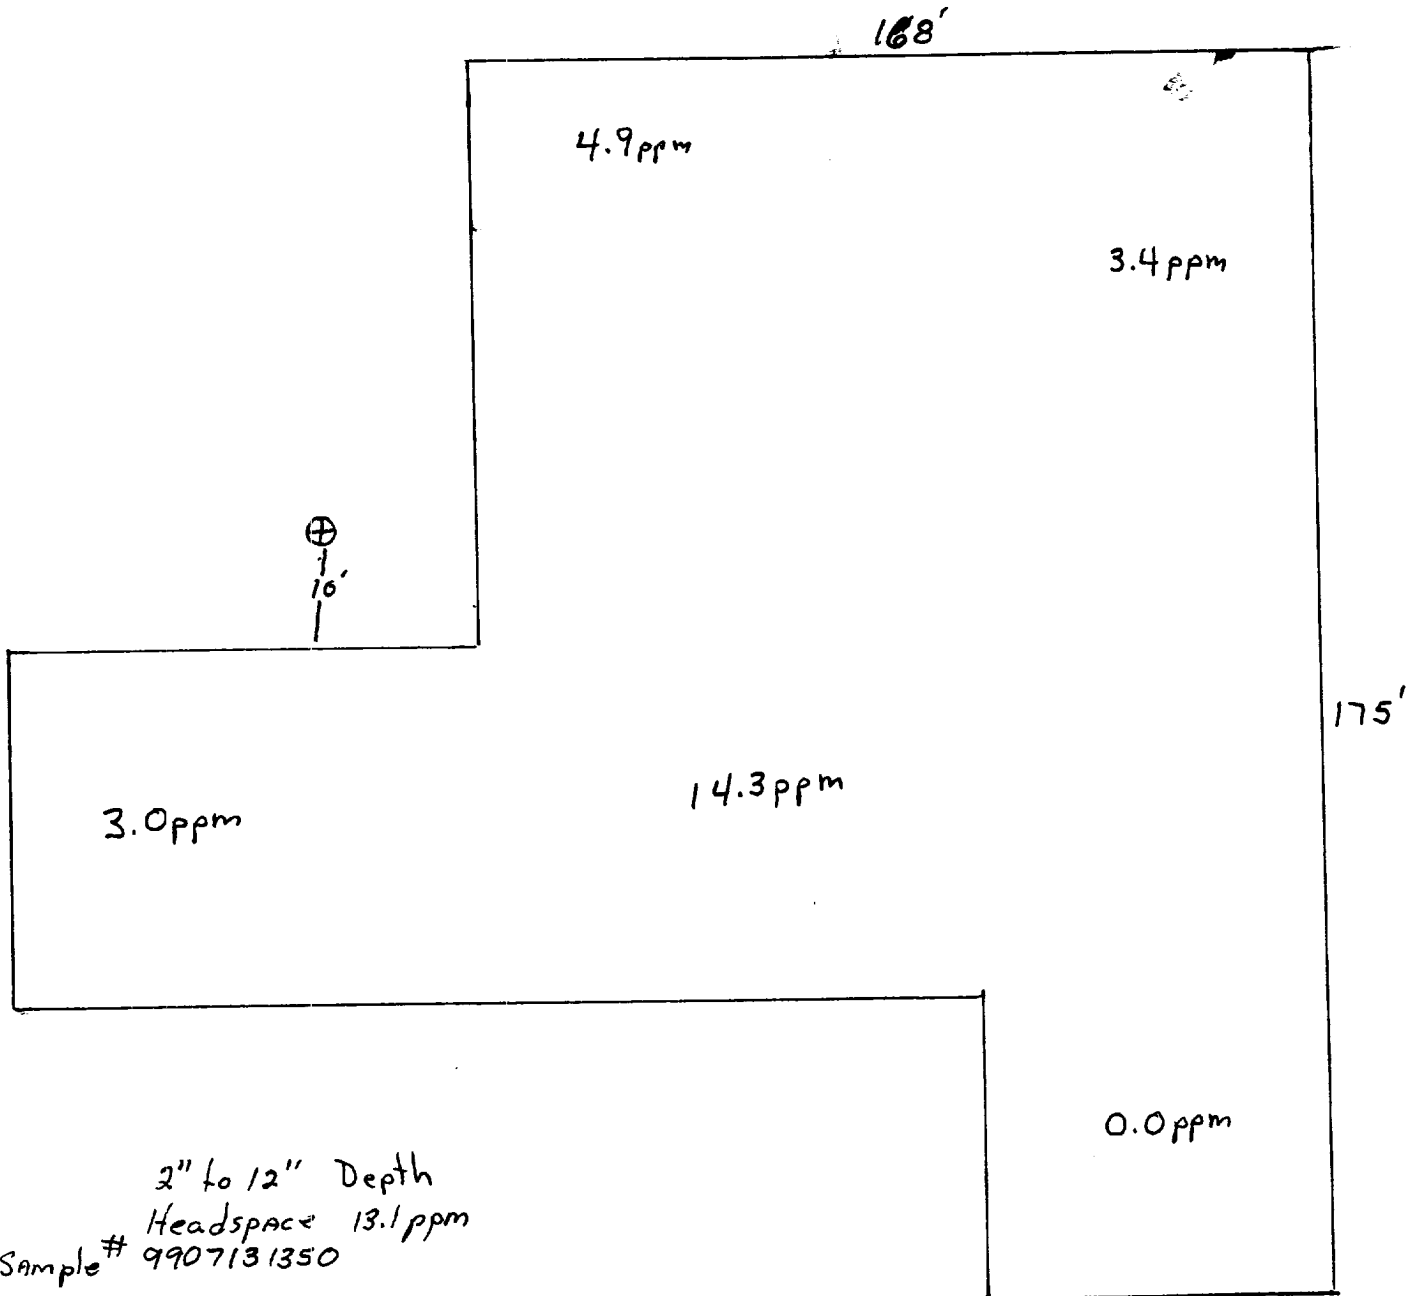 168'
4.9ppm
3.4ppm
10'
175'
14.3ppm
3.0ppm
0.0ppm
2" to 12" Depth
Headspace 13.1ppm
Sample # 9907131350